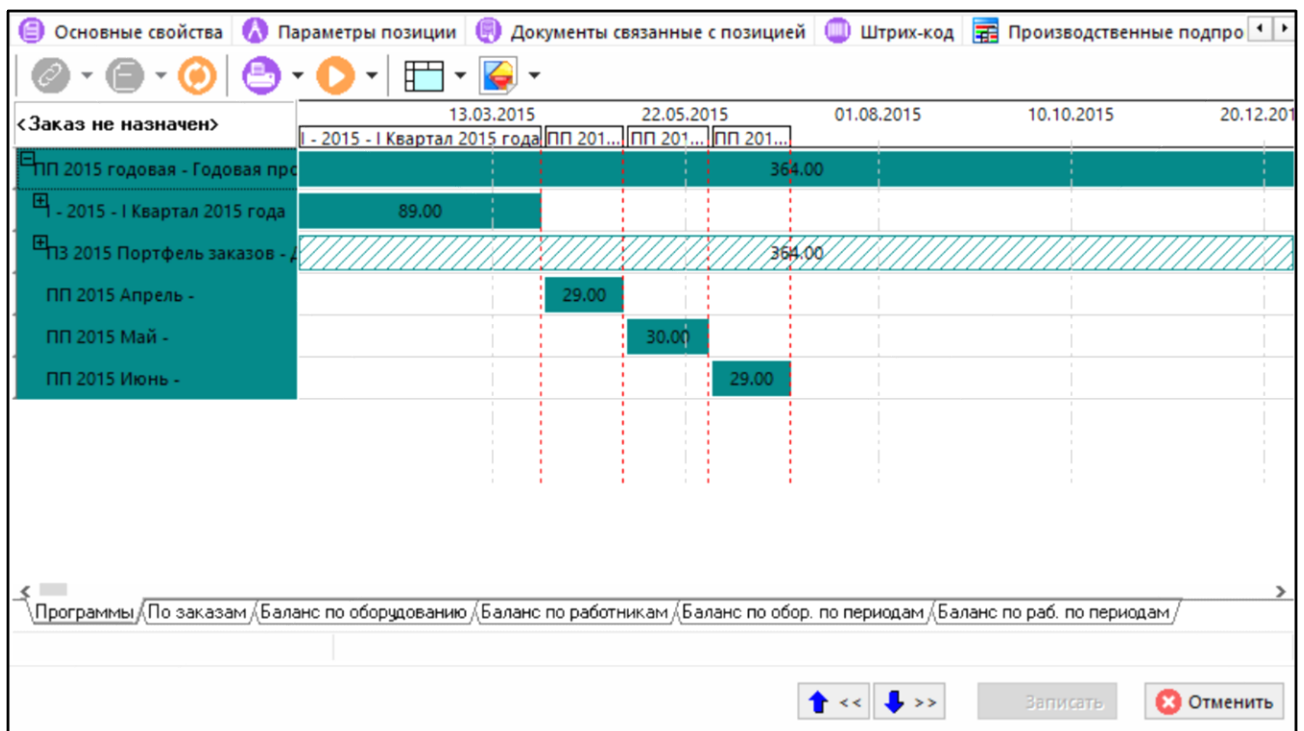 Основные свойства Параметры позиции Документы связанные с позицией Штрих-код Производственные подпро
<Заказ не назначен>
13.03.2015 22.05.2015 01.08.2015 10.10.2015 20.12.201
I - 2015 - I Квартал 2015 года ПП 201... ПП 201... ПП 201...
ПП 2015 годовая - Годовая про 364.00
I - 2015 - I Квартал 2015 года 89.00
ПЗ 2015 Портфель заказов - 364.00
ПП 2015 Апрель - 29.00
ПП 2015 Май - 30.00
ПП 2015 Июнь - 29.00
Программы По заказам Баланс по оборудованию Баланс по работникам Баланс по обор. по периодам Баланс по раб. по периодам
<< >> Записать Отменить